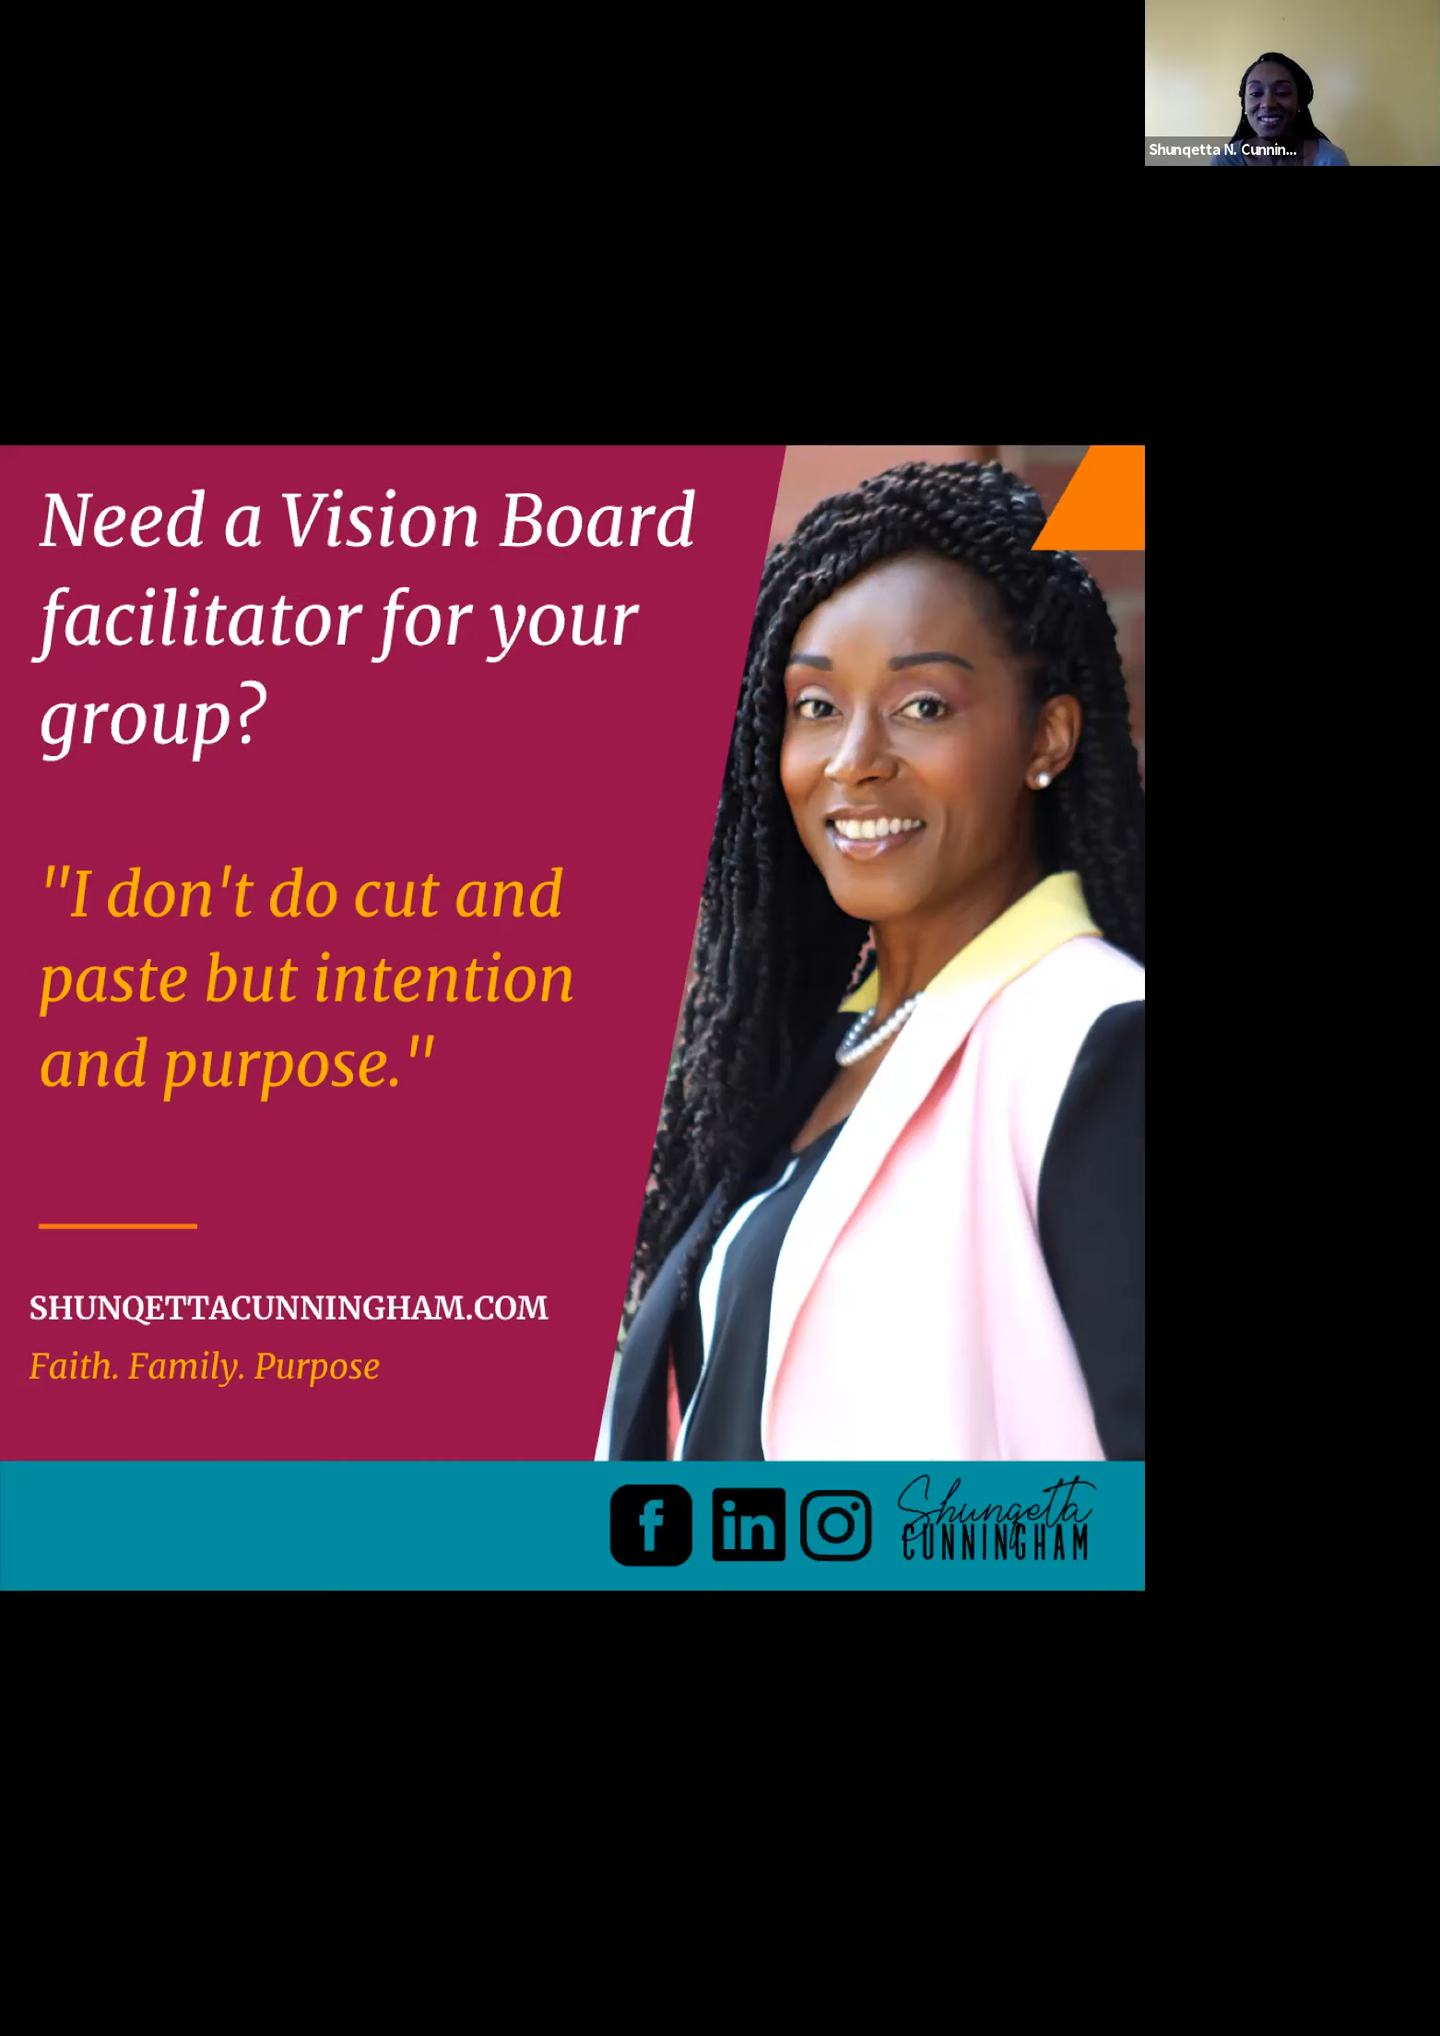 Shunqetta N. Cunnin...
Need a Vision Board
facilitator for your
group?
"I don't do cut and
paste but intention
and purpose."
SHUNQETTACUNNINGHAM.COM
Faith. Family. Purpose
f
in
Shunqetta
CUNNINGHAM